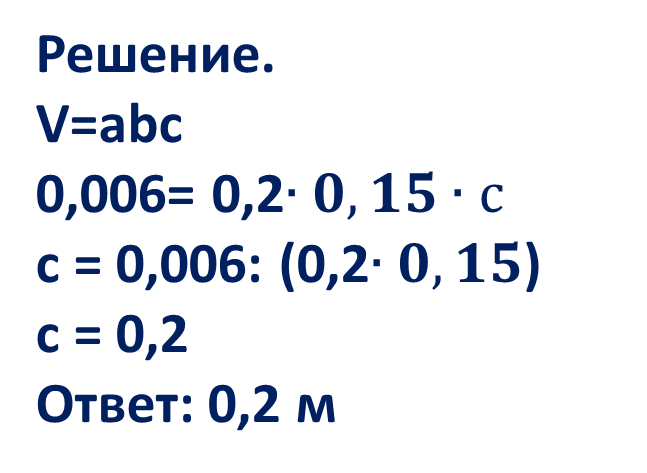 Решение.
V=abc
0,006= 0,2· 0, 15 · с
с = 0,006: (0,2· 0, 15)
с = 0,2
Ответ: 0,2 м